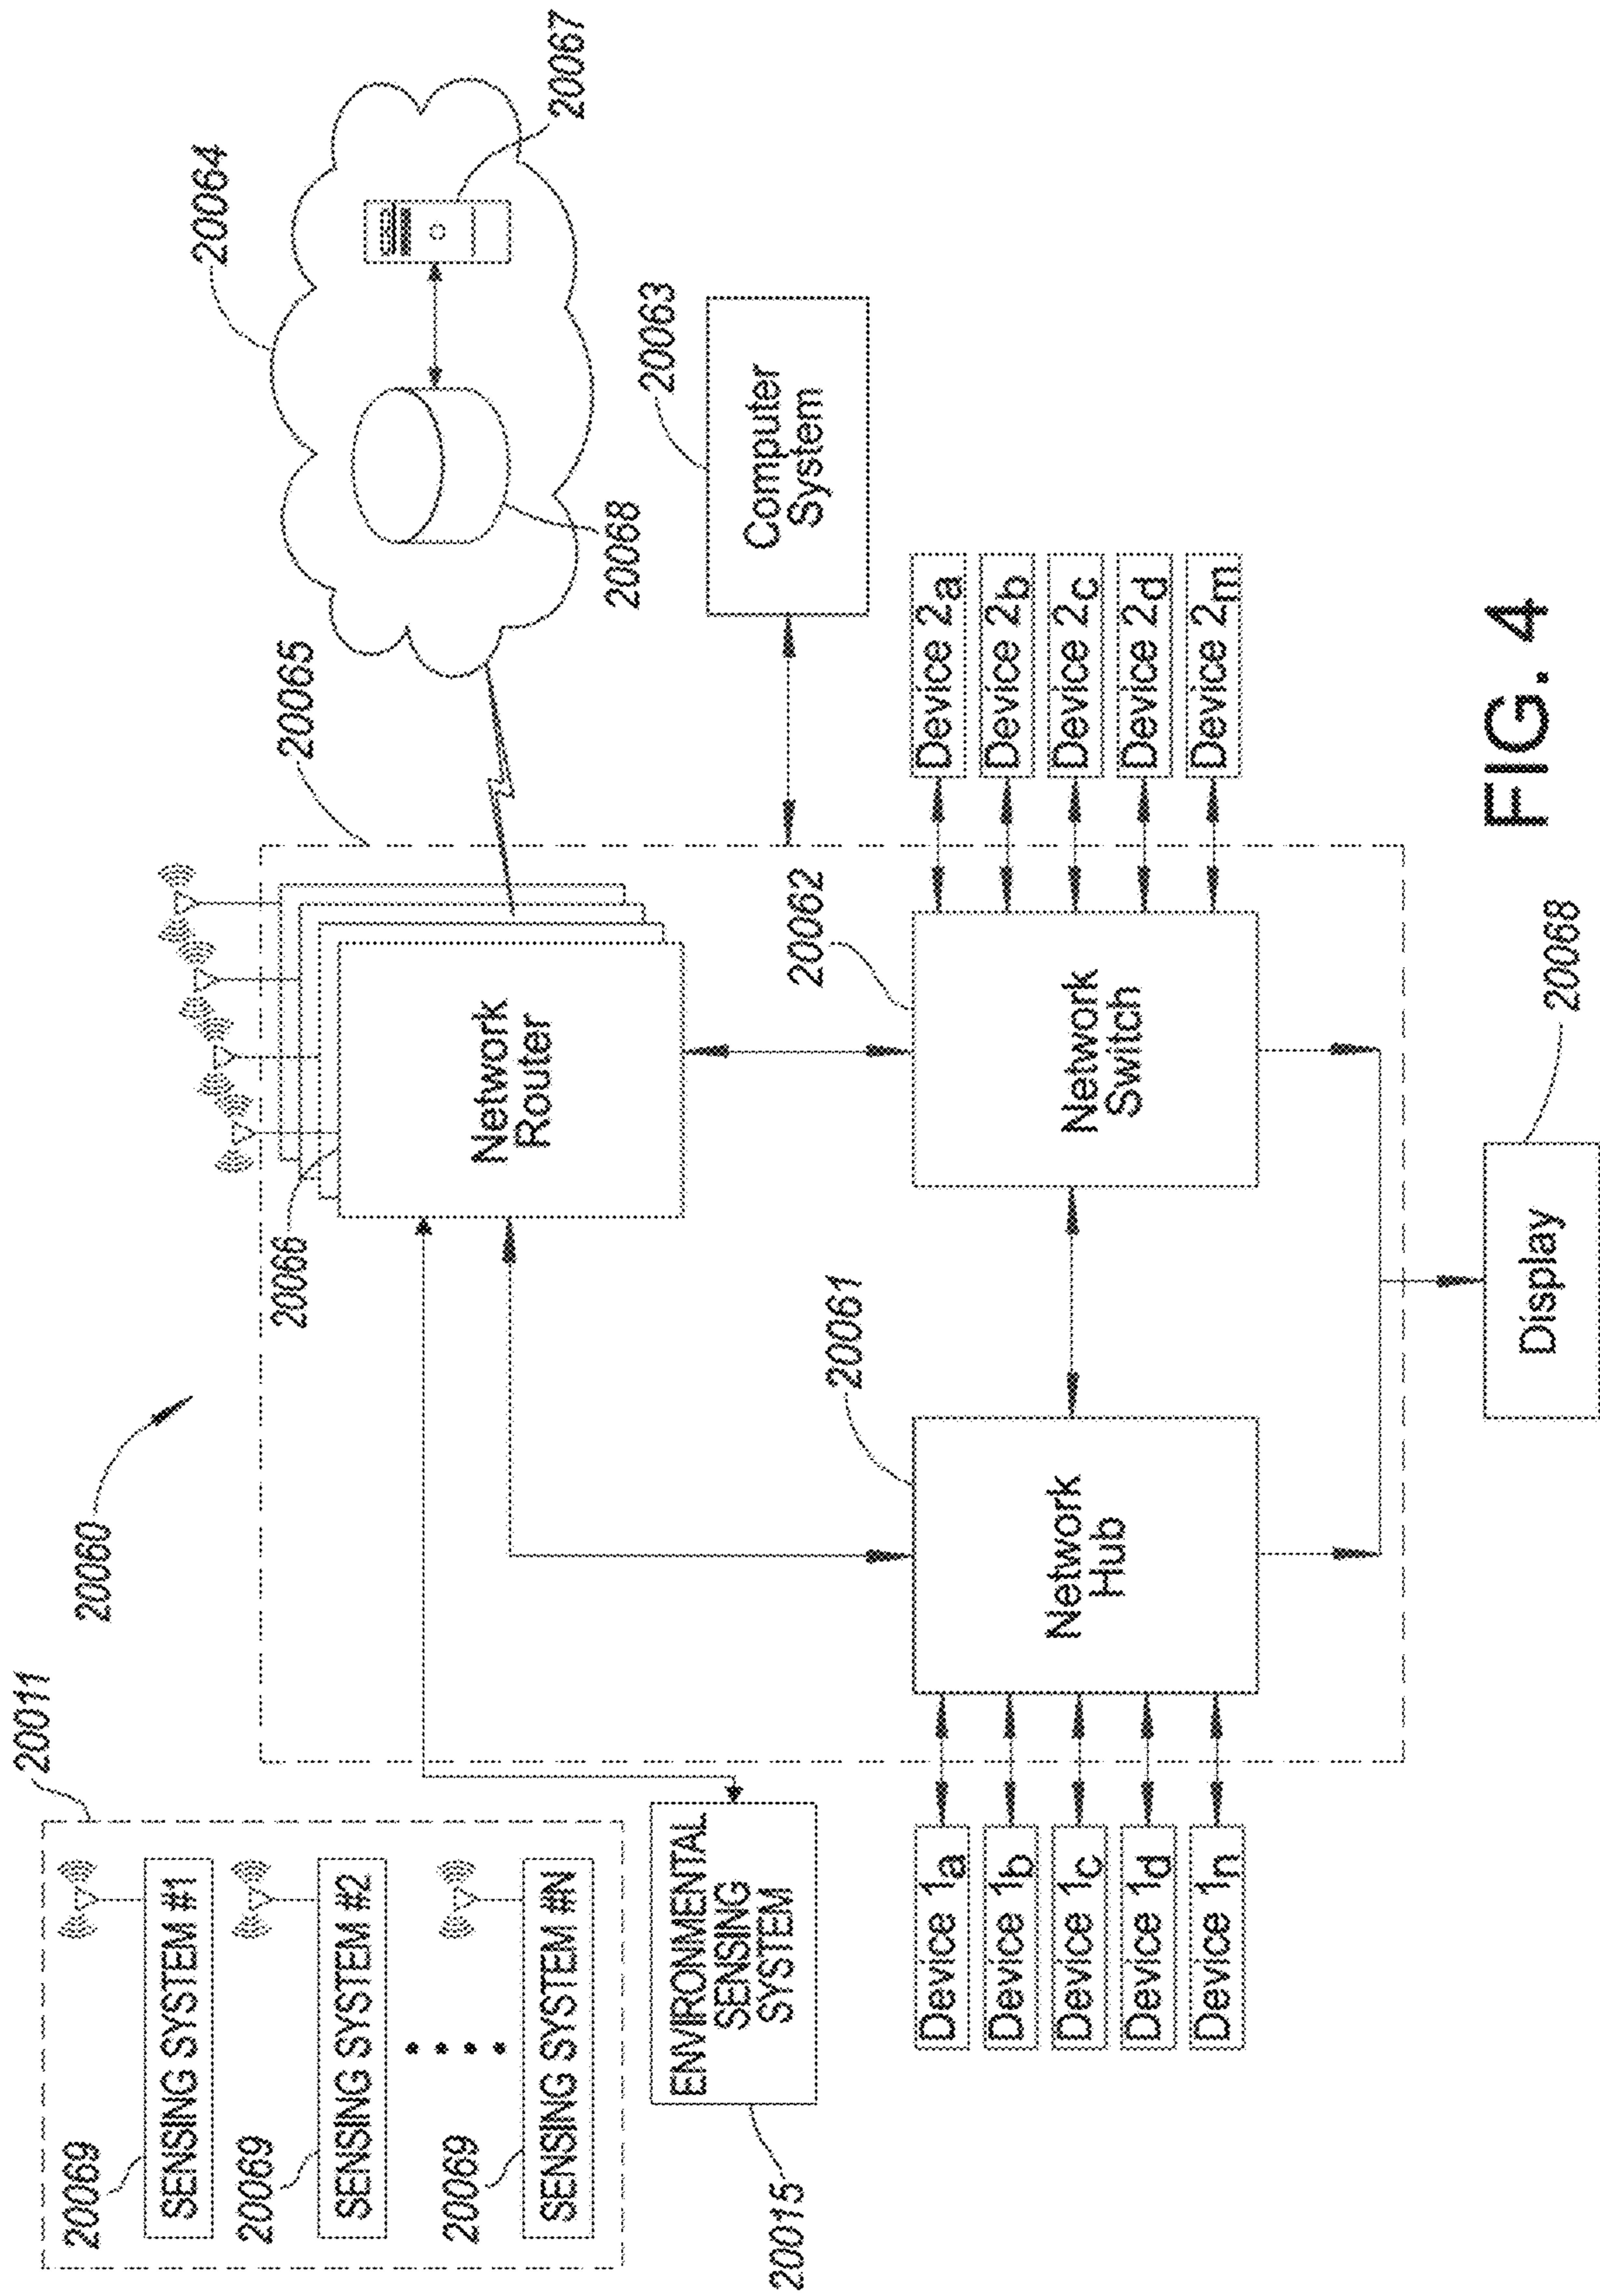 20011
20069
SENSING SYSTEM #1
20069
SENSING SYSTEM #2
20069
SENSING SYSTEM #N
20015
ENVIRONMENTAL
SENSING
SYSTEM
20060
20065
20066
Network
Router
20064
20067
20068
20063
Computer
System
20061
Network
Hub
20062
Network
Switch
Device 1a
Device 1b
Device 1c
Device 1d
Device 1n
Device 2a
Device 2b
Device 2c
Device 2d
Device 2m
Display
20068
FIG. 4